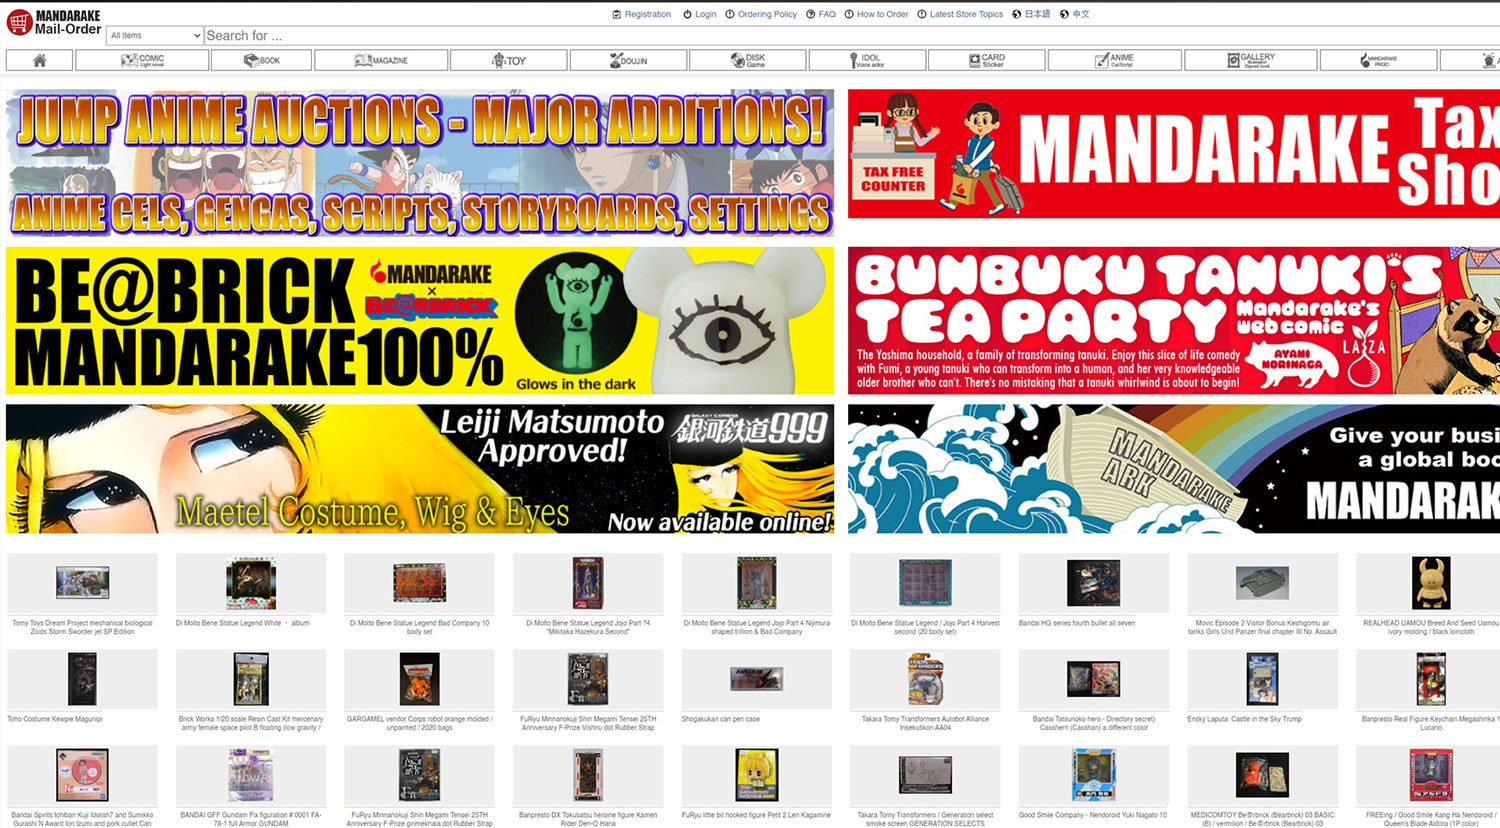 MANDARAKE
Mail-Order
Registration Login Ordering Policy FAQ How to Order Latest Store Topics 日本語 中文
All Items
Search for ...
COMIC
Light novel
BOOK
MAGAZINE
TOY
DOUJIN
DISK
Game
IDOL
Voice actor
CARD
Sticker
ANIME
Cel/Script
GALLERY
Illustration
Signed book
MANDARAKE
PROD.
A
JUMP ANIME AUCTIONS - MAJOR ADDITIONS!
ANIME CELS, GENGAS, SCRIPTS, STORYBOARDS, SETTINGS
TAX FREE
COUNTER
MANDARAKE
Tax
Sho
BE@BRICK
MANDARAKE100%
MANDARAKE
×
BE@RBRICK
Glows in the dark
BUNBUKU TANUKI'S
TEA PARTY
Mandarake's
web comic
The Yashima household, a family of transforming tanuki. Enjoy this slice of life comedy
with Fumi, a young tanuki who can transform into a human, and her very knowledgeable
older brother who can't. There's no mistaking that a tanuki whirlwind is about to begin!
AYAMI
MORINAGA
LAZA
Leiji Matsumoto
Approved!
GALAXY EXPRESS
銀河鉄道999
Maetel Costume, Wig & Eyes
Now available online!
MANDARAKE
ARK
MANDARAKE
Give your busi
a global boo
MANDARAK
Tomy Toys Dream Project mechanical biological
Zoids Storm Sworder jet SP Edition
Di Molto Bene Statue Legend White ・ album
Di Molto Bene Statue Legend Bad Company 10
body set
Di Molto Bene Statue Legend Jojo Part ?4
"Mikitaka Hazekura Second"
Di Molto Bene Statue Legend Jojo Part 4 Nijimura
shaped trillion & Bad Company
Di Molto Bene Statue Legend / Jojo Part 4 Harvest
second (20 body set)
Bandai HG series fourth bullet all seven
Movic Episode 2 Visitor Bonus Keshigomu air
tanks Girls Und Panzer final chapter III No. Assault
REALHEAD UAMOU Breed And Seed Uamou
ivory molding / black loincloth
Toho Costume Kewpie Magunipi
Brick Works 1/20 scale Resin Cast Kit mercenary
army female space pilot B floating (low gravity /
GARGAMEL vendor Corps robot orange molded /
unpainted / 2020 bags
FuRyu Minnanokuji Shin Megami Tensei 25TH
Anniversary F-Prize Vishnu dot Rubber Strap
Shogakukan can pen case
Takara Tomy Transformers Autobot Alliance
Insekutikon AA04
Bandai Tatsunoko hero - Directory secret)
Casshern (Casshan) a different color
Ensky Laputa: Castle in the Sky Trump
Banpresto Real Figure Keychain Megashinka 1
Lucario
Bandai Spirits Ichiban Kuji Idolish7 and Sumikko
Gurashi N Award Iori Izumi and pork cutlet Can
BANDAI GFF Gundam Fix figuration # 0001 FA-
78-1 full Armor GUNDAM
FuRyu Minnanokuji Shin Megami Tensei 25TH
Anniversary F-Prize girimekhala dot Rubber Strap
Banpresto DX Tokusatsu heroine figure Kamen
Rider Den-O Hana
FuRyu little bit hooked figure Petit 2 Len Kagamine
Takara Tomy Transformers / Generation select
smoke screen GENERATION SELECTS
Good Smile Company - Nendoroid Yuki Nagato 10
MEDICOMTOY Be@rbrick (Bearbrick) 03 BASIC
(B) / vermilion / Be@rbrick (Bearbrick) 03
FREEing / Good Smile Kang Ha Nendoroid /
Queen's Blade Aldora (1P color)